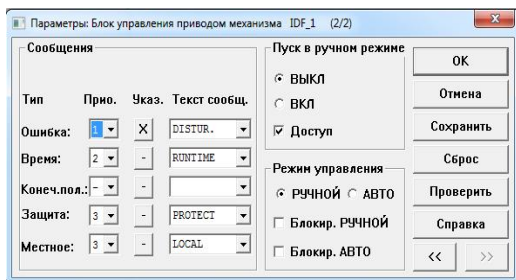 Параметры: Блок управления приводом механизма IDF_1 (2/2)
Сообщения
Тип Прио. Указ. Текст сообщ.
Ошибка: 1 X DISTUR.
Время: 2 - RUNTIME
Конеч.пол.: - -
Защита: 3 - PROTECT
Местное: 3 - LOCAL
Пуск в ручном режиме
ВЫКЛ
ВКЛ
Доступ
Режим управления
РУЧНОЙ АВТО
Блокир. РУЧНОЙ
Блокир. АВТО
OK
Отмена
Сохранить
Сброс
Проверить
Справка
<< >>